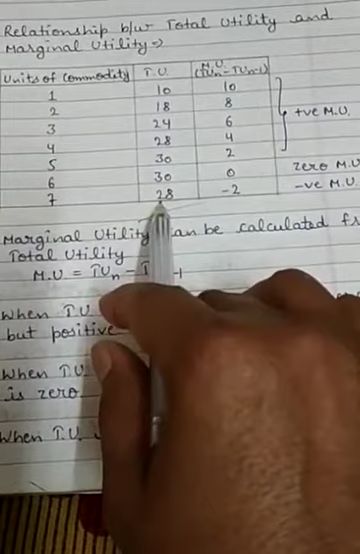 Relationship b/w Total Utility and
Marginal Utility ⇒
Units of Commodity T.U. M.U. (TUn - TUn-1)
1 10 10
2 18 8
3 24 6
4 28 4
5 30 2
6 30 0
7 28 -2
+ve M.U.
zero M.U.
-ve M.U.
Marginal Utility can be calculated
Total Utility
M.U = TUn - -1
When T.U
but positive
When T.U.
is zero
When T.U.